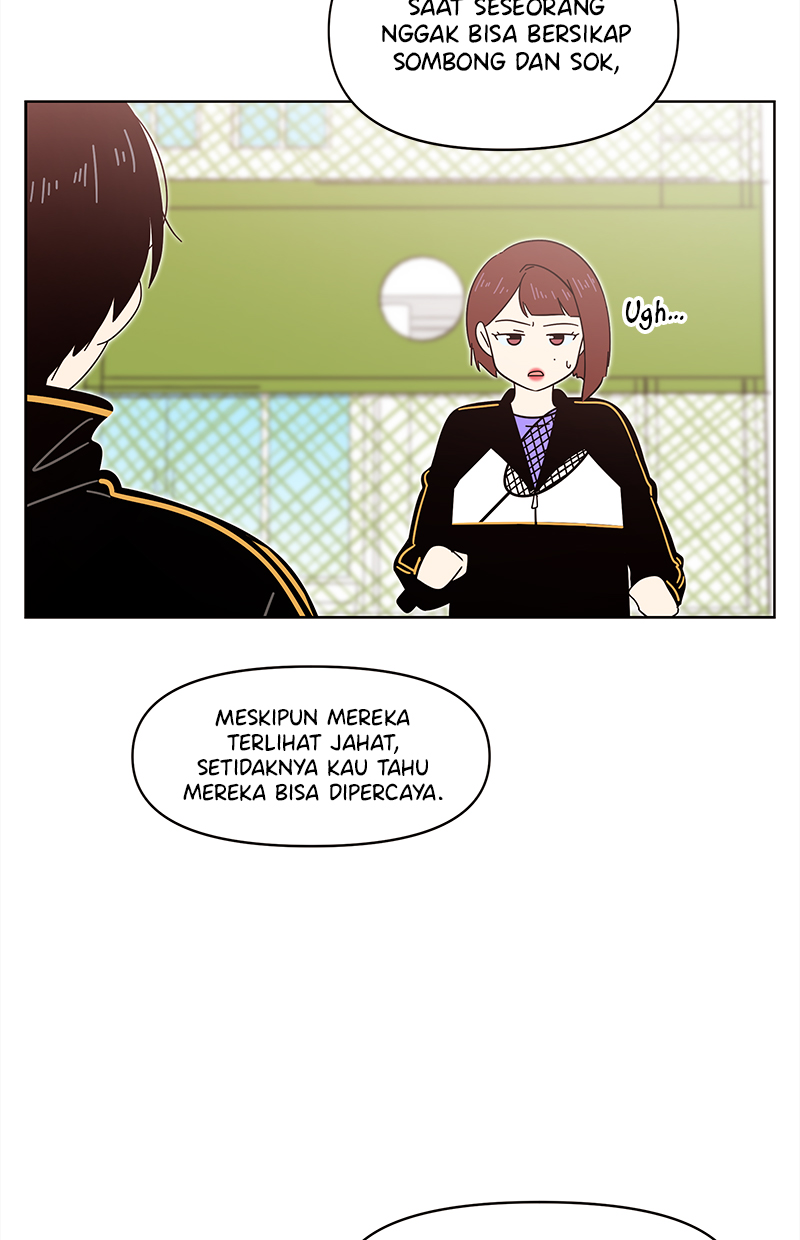 SAAT SESEORANG
NGGAK BISA BERSIKAP
SOMBONG DAN SOK,
Ugh...
MESKIPUN MEREKA
TERLIHAT JAHAT,
SETIDAKNYA KAU TAHU
MEREKA BISA DIPERCAYA.